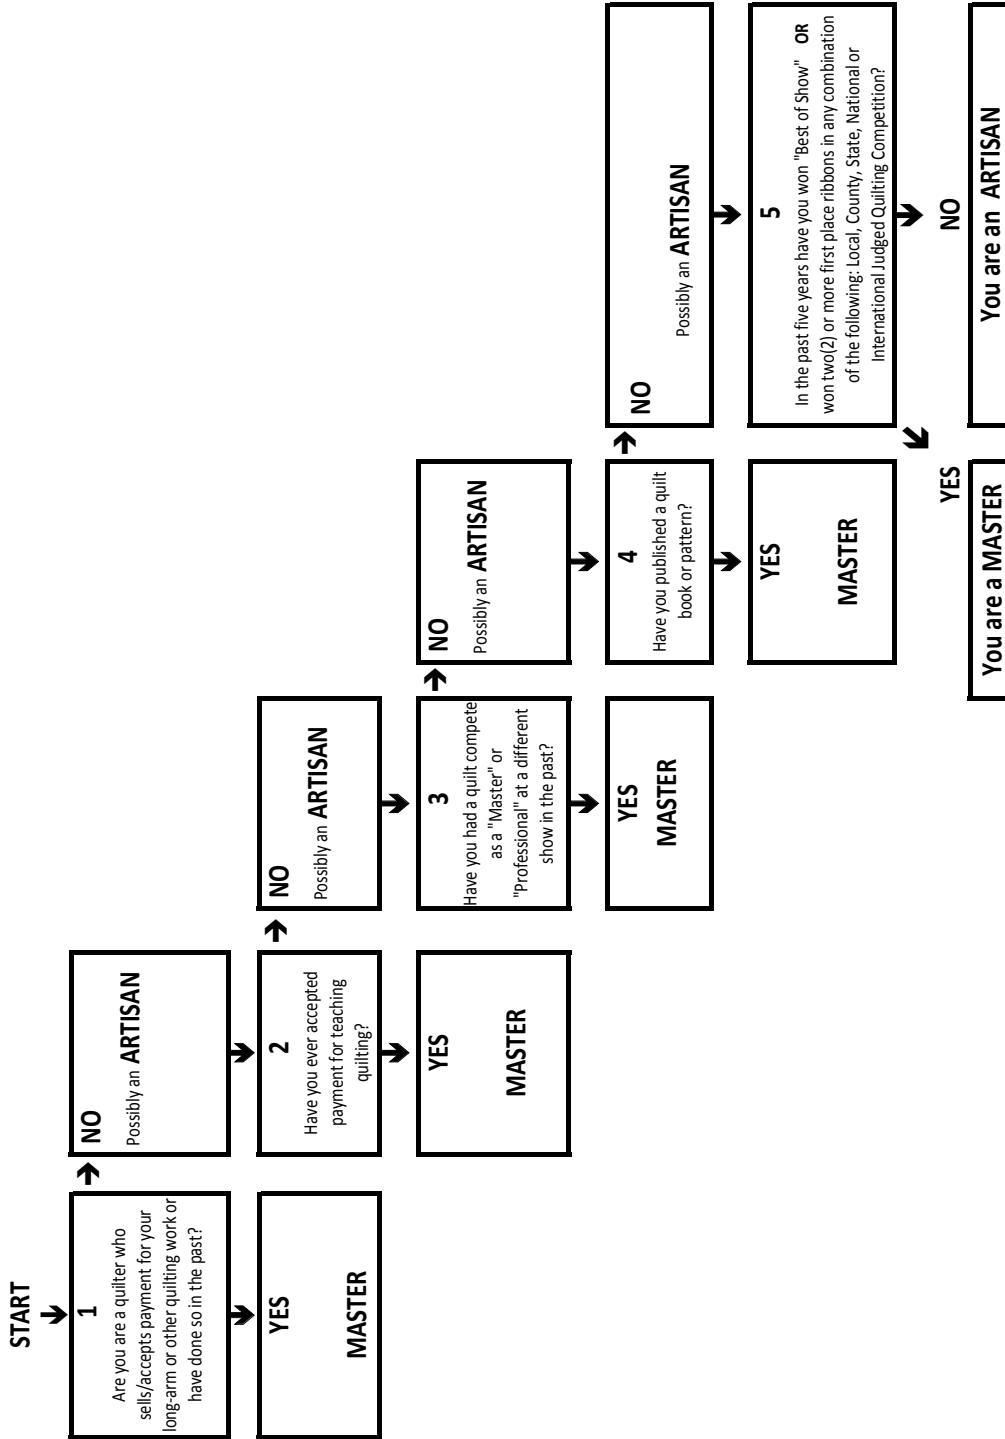 START
1
Are you are a quilter who
sells/accepts payment for your
long-arm or other quilting work or
have done so in the past?
YES
MASTER
NO
Possibly an ARTISAN
2
Have you ever accepted
payment for teaching
quilting?
YES
MASTER
NO
Possibly an ARTISAN
3
Have you had a quilt compete
as a "Master" or
"Professional" at a different
show in the past?
YES
MASTER
NO
Possibly an ARTISAN
4
Have you published a quilt
book or pattern?
YES
MASTER
NO
Possibly an ARTISAN
5
In the past five years have you won "Best of Show" OR
won two(2) or more first place ribbons in any combination
of the following: Local, County, State, National or
International Judged Quilting Competition?
YES
You are a MASTER
NO
You are an ARTISAN